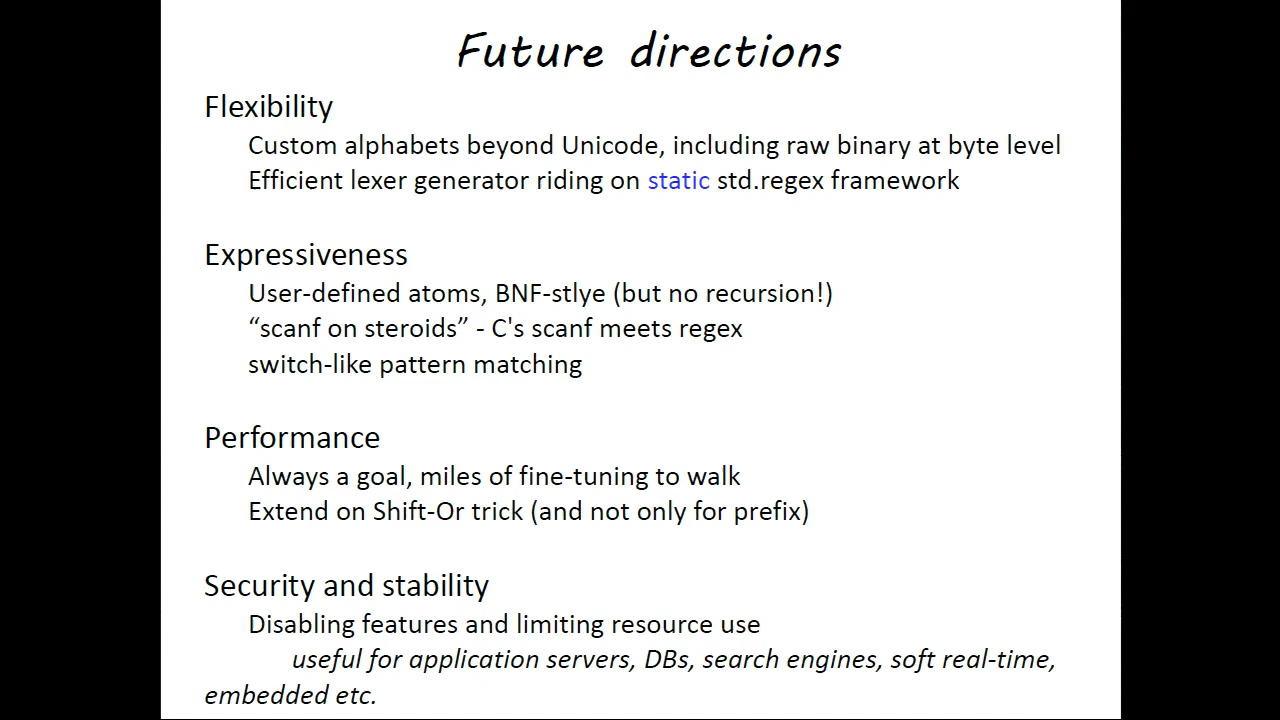 Future directions
Flexibility
Custom alphabets beyond Unicode, including raw binary at byte level
Efficient lexer generator riding on static std.regex framework
Expressiveness
User-defined atoms, BNF-stlye (but no recursion!)
“scanf on steroids” - C's scanf meets regex
switch-like pattern matching
Performance
Always a goal, miles of fine-tuning to walk
Extend on Shift-Or trick (and not only for prefix)
Security and stability
Disabling features and limiting resource use
useful for application servers, DBs, search engines, soft real-time,
embedded etc.